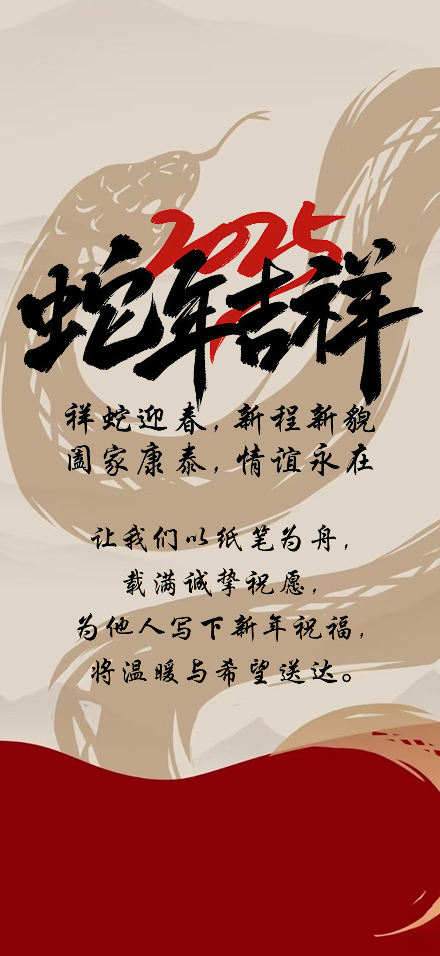 2025
蛇年吉祥
祥蛇迎春，新程新貌
阖家康泰，情谊永在
让我们以纸笔为舟，
载满诚挚祝愿，
为他人写下新年祝福，
将温暖与希望送达。